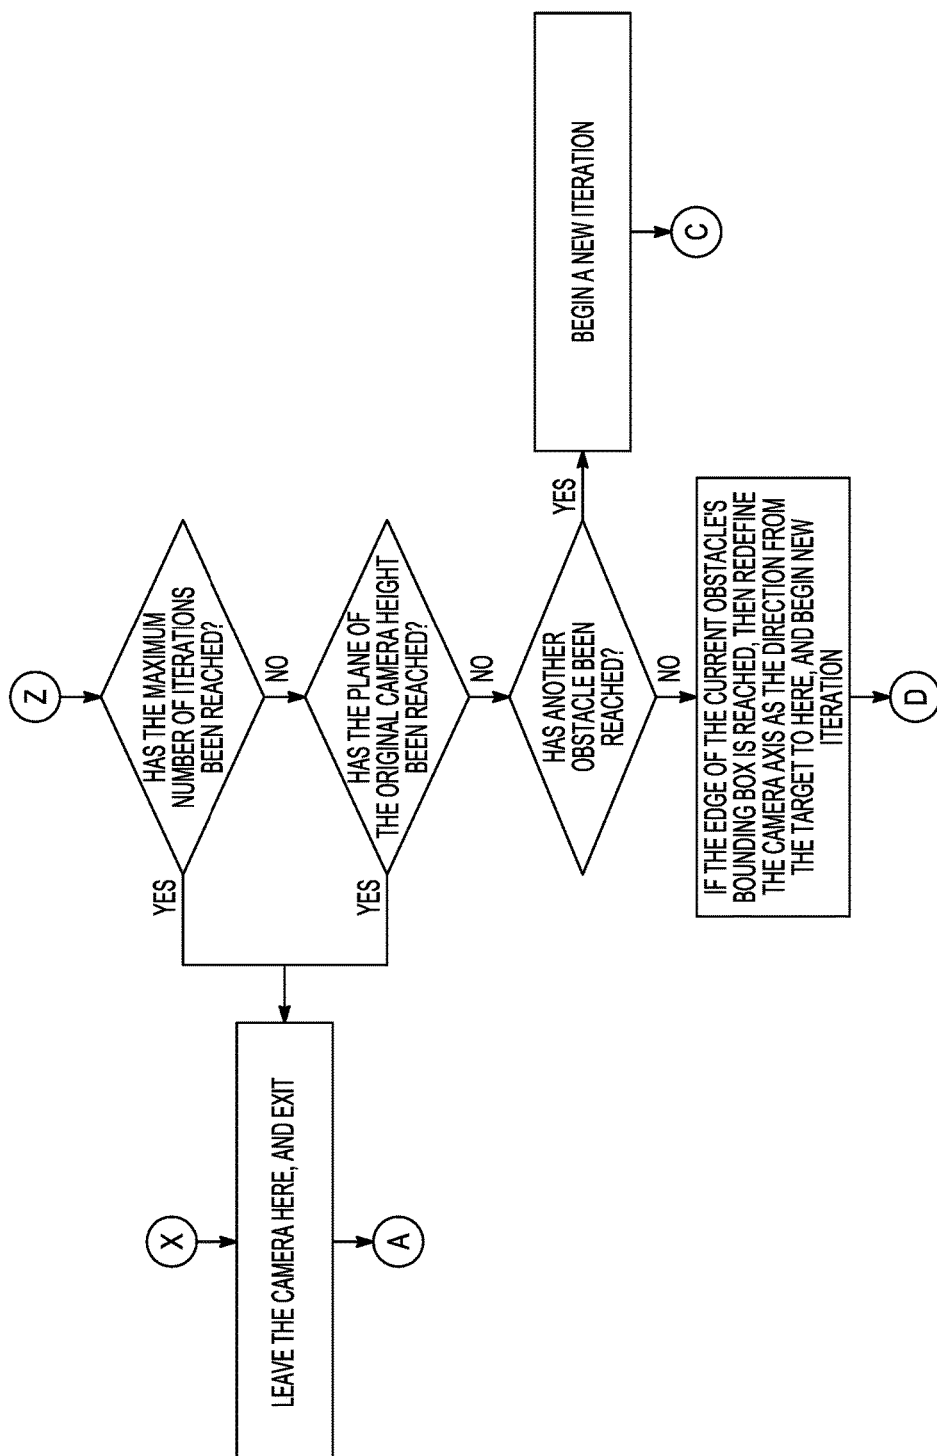 Z
HAS THE MAXIMUM
NUMBER OF ITERATIONS
BEEN REACHED?
YES
NO
HAS THE PLANE OF
THE ORIGINAL CAMERA HEIGHT
BEEN REACHED?
YES
NO
X
LEAVE THE CAMERA HERE, AND EXIT
A
HAS ANOTHER
OBSTACLE BEEN
REACHED?
YES
NO
BEGIN A NEW ITERATION
C
IF THE EDGE OF THE CURRENT OBSTACLE'S
BOUNDING BOX IS REACHED, THEN REDEFINE
THE CAMERA AXIS AS THE DIRECTION FROM
THE TARGET TO HERE, AND BEGIN NEW
ITERATION
D